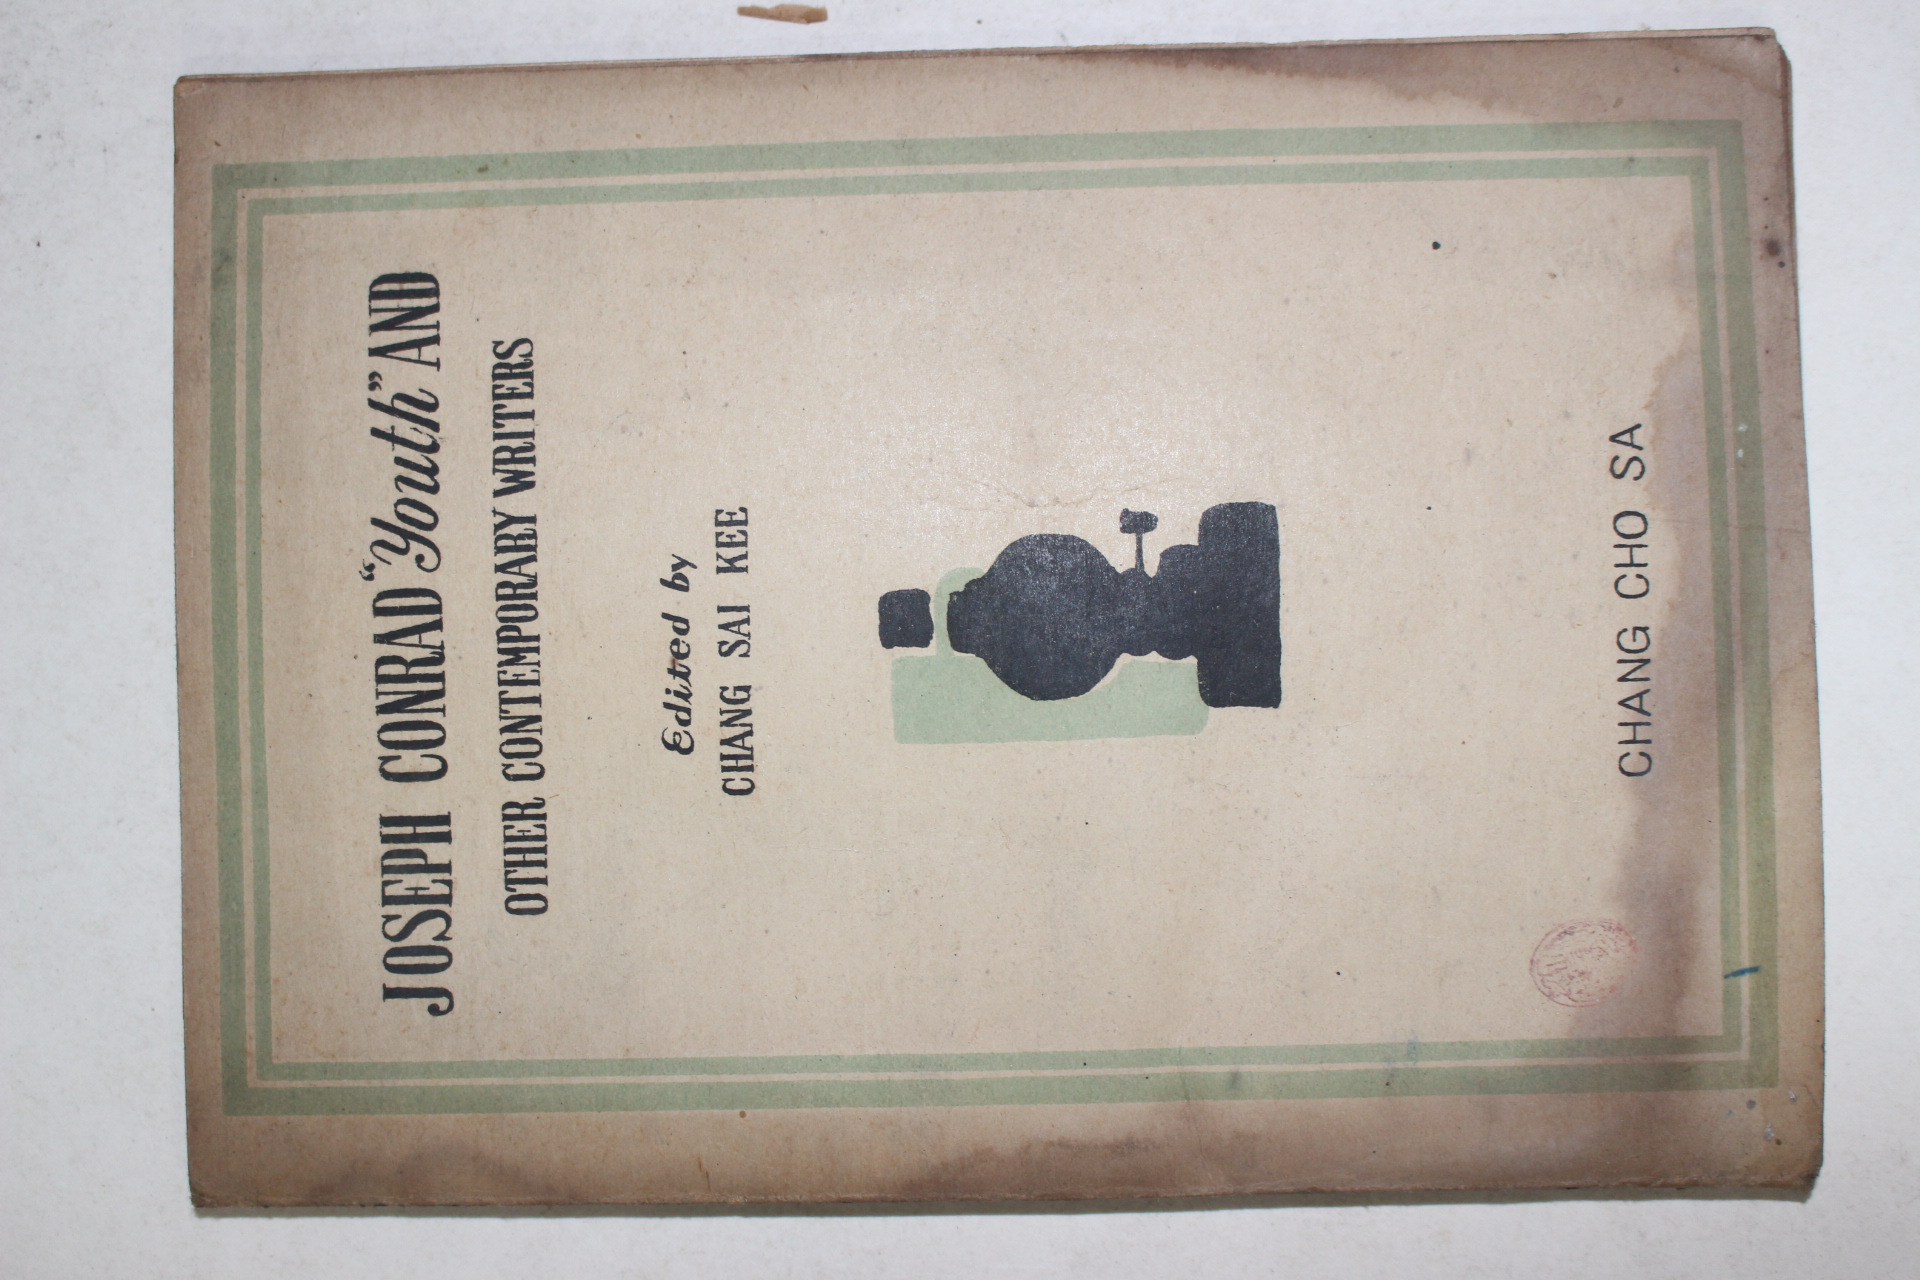 JOSEPH CONRAD “Youth” AND
OTHER CONTEMPORARY WRITERS
Edited by
CHANG SAI KEE
CHANG CHO SA